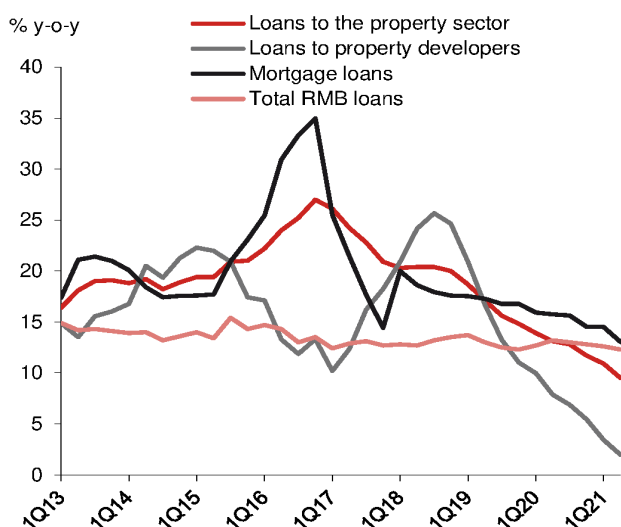 % y-o-y
Loans to the property sector
Loans to property developers
Mortgage loans
Total RMB loans
40
35
30
25
20
15
10
5
0
1Q13
1Q14
1Q15
1Q16
1Q17
1Q18
1Q19
1Q20
1Q21